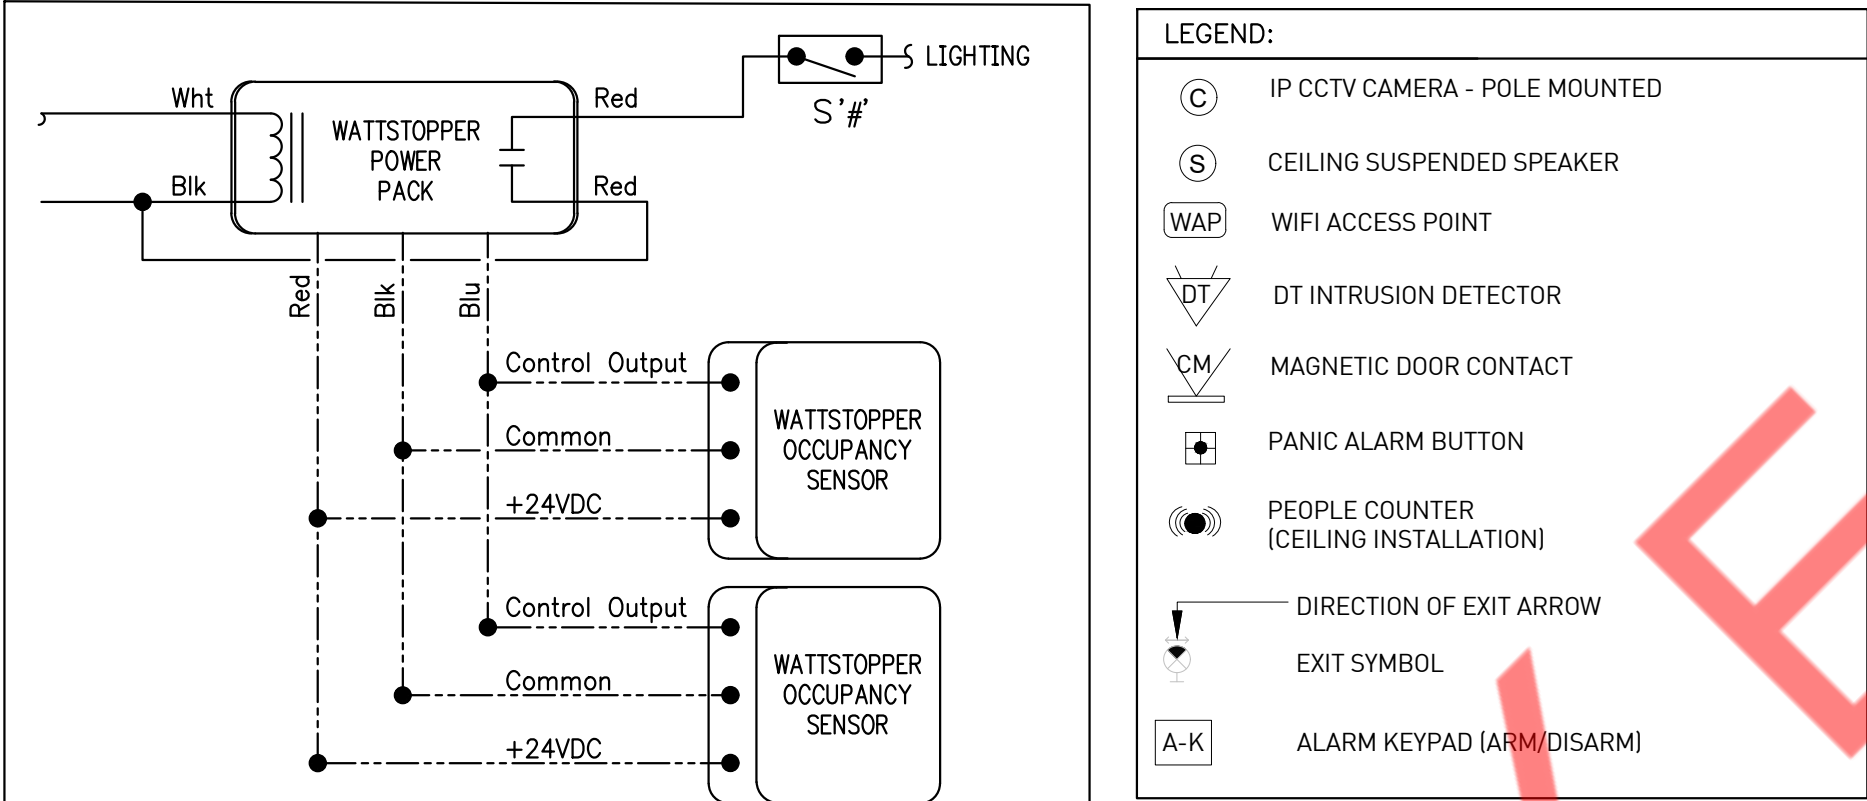 LIGHTING
S'#'
Wht
Red
WATTSTOPPER
POWER
PACK
Blk
Red
Red
Blk
Blu
Control Output
Common
+24VDC
WATTSTOPPER
OCCUPANCY
SENSOR
Control Output
Common
+24VDC
WATTSTOPPER
OCCUPANCY
SENSOR
LEGEND:
C IP CCTV CAMERA - POLE MOUNTED
S CEILING SUSPENDED SPEAKER
WAP WIFI ACCESS POINT
DT DT INTRUSION DETECTOR
CM MAGNETIC DOOR CONTACT
PANIC ALARM BUTTON
PEOPLE COUNTER
(CEILING INSTALLATION)
DIRECTION OF EXIT ARROW
EXIT SYMBOL
A-K ALARM KEYPAD (ARM/DISARM)